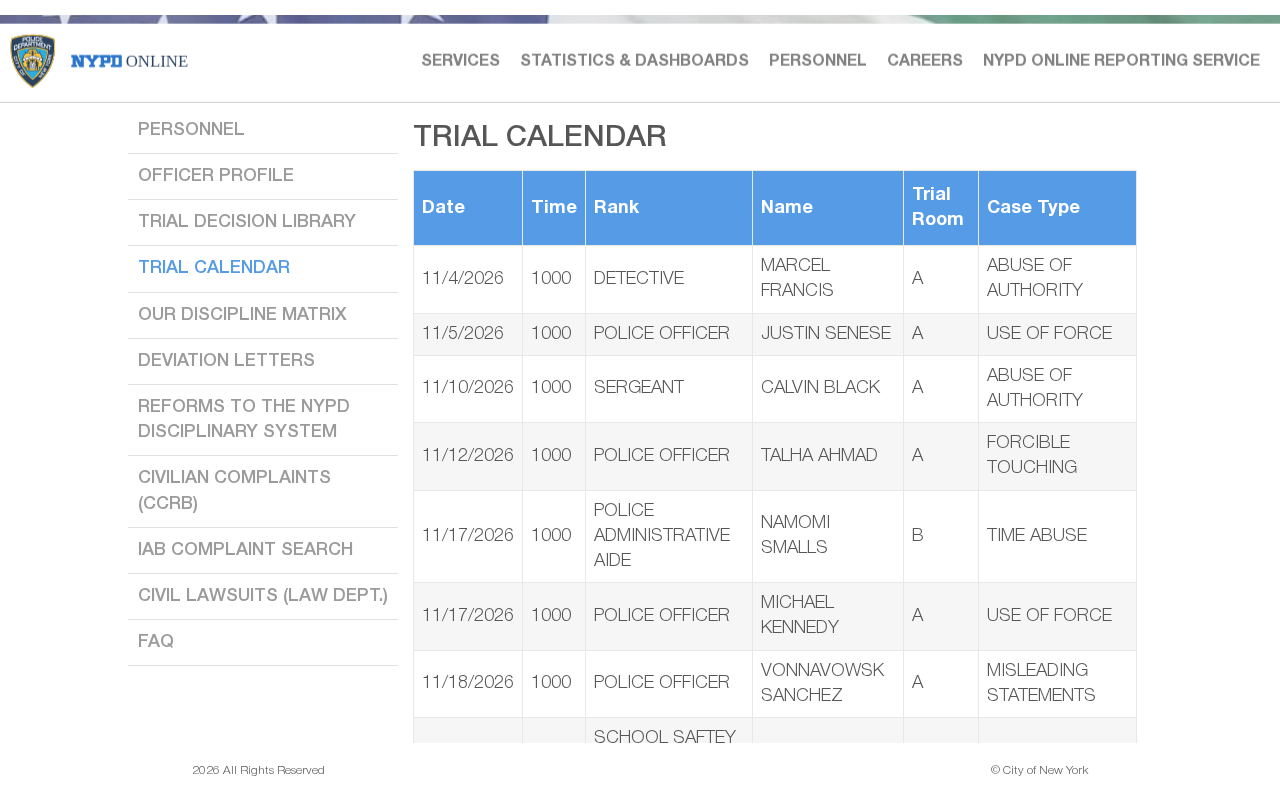 NYPD ONLINE
SERVICES STATISTICS & DASHBOARDS PERSONNEL CAREERS NYPD ONLINE REPORTING SERVICE
PERSONNEL
OFFICER PROFILE
TRIAL DECISION LIBRARY
TRIAL CALENDAR
OUR DISCIPLINE MATRIX
DEVIATION LETTERS
REFORMS TO THE NYPD
DISCIPLINARY SYSTEM
CIVILIAN COMPLAINTS
(CCRB)
IAB COMPLAINT SEARCH
CIVIL LAWSUITS (LAW DEPT.)
FAQ
TRIAL CALENDAR
Date Time Rank Name Trial Room Case Type
11/4/2026 1000 DETECTIVE MARCEL FRANCIS A ABUSE OF AUTHORITY
11/5/2026 1000 POLICE OFFICER JUSTIN SENESE A USE OF FORCE
11/10/2026 1000 SERGEANT CALVIN BLACK A ABUSE OF AUTHORITY
11/12/2026 1000 POLICE OFFICER TALHA AHMAD A FORCIBLE TOUCHING
11/17/2026 1000 POLICE ADMINISTRATIVE AIDE NAMOMI SMALLS B TIME ABUSE
11/17/2026 1000 POLICE OFFICER MICHAEL KENNEDY A USE OF FORCE
11/18/2026 1000 POLICE OFFICER VONNAVOWSK SANCHEZ A MISLEADING STATEMENTS
SCHOOL SAFTEY
2026 All Rights Reserved © City of New York